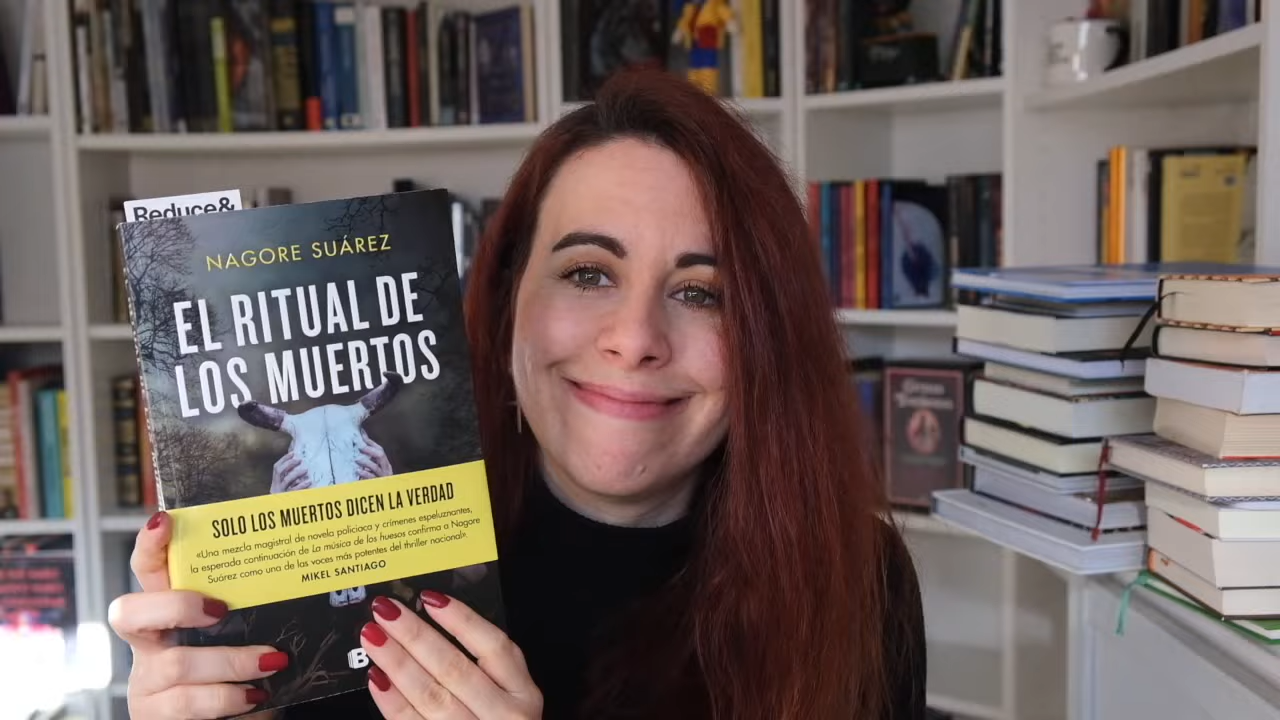 Reduce&
NAGORE SUÁREZ
EL RITUAL DE
LOS MUERTOS
SOLO LOS MUERTOS DICEN LA VERDAD
«Una mezcla magistral de novela policiaca y crímenes espeluznantes,
la esperada continuación de La música de los huesos confirma a Nagore
Suárez como una de las voces más potentes del thriller nacional».
MIKEL SANTIAGO
B